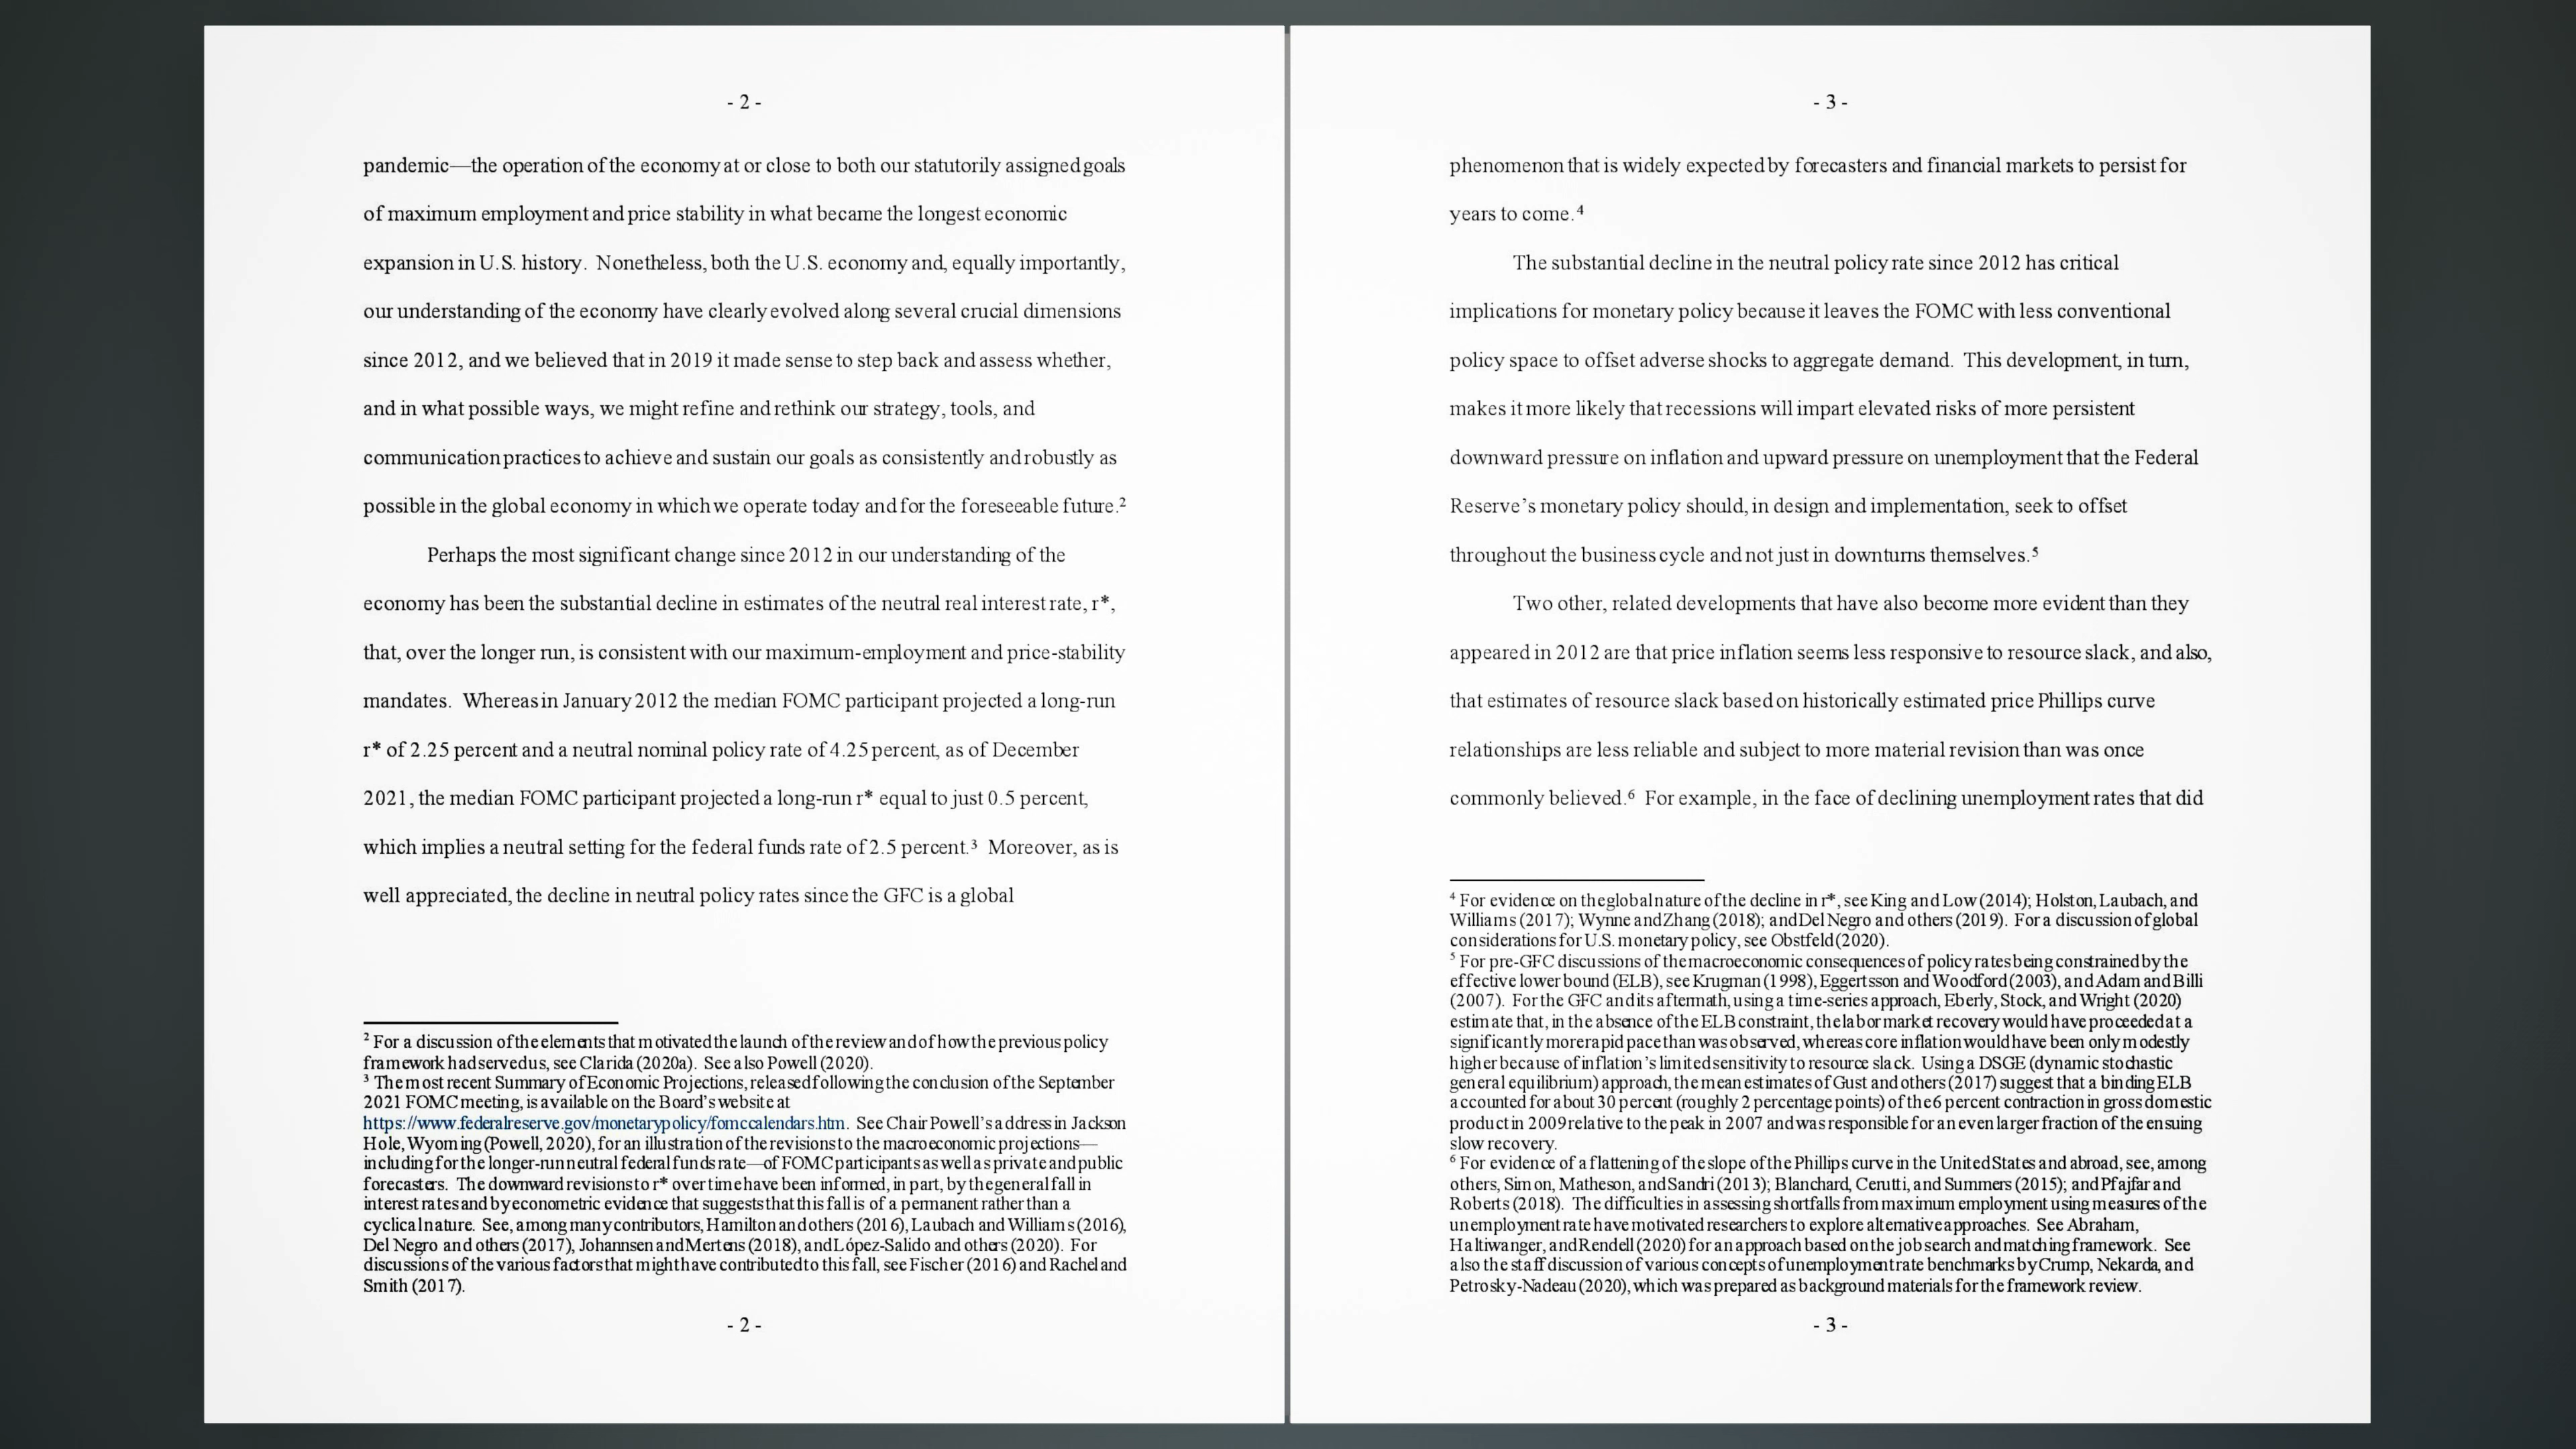 - 2 -
pandemic—the operation of the economy at or close to both our statutorily assigned goals
of maximum employment and price stability in what became the longest economic
expansion in U.S. history. Nonetheless, both the U.S. economy and, equally importantly,
our understanding of the economy have clearly evolved along several crucial dimensions
since 2012, and we believed that in 2019 it made sense to step back and assess whether,
and in what possible ways, we might refine and rethink our strategy, tools, and
communication practices to achieve and sustain our goals as consistently and robustly as
possible in the global economy in which we operate today and for the foreseeable future.²
Perhaps the most significant change since 2012 in our understanding of the
economy has been the substantial decline in estimates of the neutral real interest rate, r*,
that, over the longer run, is consistent with our maximum-employment and price-stability
mandates. Whereas in January 2012 the median FOMC participant projected a long-run
r* of 2.25 percent and a neutral nominal policy rate of 4.25 percent, as of December
2021, the median FOMC participant projected a long-run r* equal to just 0.5 percent,
which implies a neutral setting for the federal funds rate of 2.5 percent.³ Moreover, as is
well appreciated, the decline in neutral policy rates since the GFC is a global
² For a discussion of the elements that motivated the launch of the review and of how the previous policy
framework had served us, see Clarida (2020a). See also Powell (2020).
³ The most recent Summary of Economic Projections, released following the conclusion of the September
2021 FOMC meeting, is available on the Board's website at
https://www.federalreserve.gov/monetarypolicy/fomccalendars.htm. See Chair Powell's address in Jackson
Hole, Wyoming (Powell, 2020), for an illustration of the revisions to the macroeconomic projections—
including for the longer-run neutral federal funds rate—of FOMC participants as well as private and public
forecasters. The downward revisions to r* over time have been informed, in part, by the general fall in
interest rates and by econometric evidence that suggests that this fall is of a permanent rather than a
cyclical nature. See, among many contributors, Hamilton and others (2016), Laubach and Williams (2016),
Del Negro and others (2017), Johannsen and Mertens (2018), and López-Salido and others (2020). For
discussions of the various factors that might have contributed to this fall, see Fischer (2016) and Rachel and
Smith (2017).
- 2 -
- 3 -
phenomenon that is widely expected by forecasters and financial markets to persist for
years to come.⁴
The substantial decline in the neutral policy rate since 2012 has critical
implications for monetary policy because it leaves the FOMC with less conventional
policy space to offset adverse shocks to aggregate demand. This development, in turn,
makes it more likely that recessions will impart elevated risks of more persistent
downward pressure on inflation and upward pressure on unemployment that the Federal
Reserve's monetary policy should, in design and implementation, seek to offset
throughout the business cycle and not just in downturns themselves.⁵
Two other, related developments that have also become more evident than they
appeared in 2012 are that price inflation seems less responsive to resource slack, and also,
that estimates of resource slack based on historically estimated price Phillips curve
relationships are less reliable and subject to more material revision than was once
commonly believed.⁶ For example, in the face of declining unemployment rates that did
⁴ For evidence on the global nature of the decline in r*, see King and Low (2014); Holston, Laubach, and
Williams (2017); Wynne and Zhang (2018); and Del Negro and others (2019). For a discussion of global
considerations for U.S. monetary policy, see Obstfeld (2020).
⁵ For pre-GFC discussions of the macroeconomic consequences of policy rates being constrained by the
effective lower bound (ELB), see Krugman (1998), Eggertsson and Woodford (2003), and Adam and Billi
(2007). For the GFC and its aftermath, using a time-series approach, Eberly, Stock, and Wright (2020)
estimate that, in the absence of the ELB constraint, the labor market recovery would have proceeded at a
significantly more rapid pace than was observed, whereas core inflation would have been only modestly
higher because of inflation's limited sensitivity to resource slack. Using a DSGE (dynamic stochastic
general equilibrium) approach, the mean estimates of Gust and others (2017) suggest that a binding ELB
accounted for about 30 percent (roughly 2 percentage points) of the 6 percent contraction in gross domestic
product in 2009 relative to the peak in 2007 and was responsible for an even larger fraction of the ensuing
slow recovery.
⁶ For evidence of a flattening of the slope of the Phillips curve in the United States and abroad, see, among
others, Simon, Matheson, and Sandri (2013); Blanchard, Cerutti, and Summers (2015); and Pfajfar and
Roberts (2018). The difficulties in assessing shortfalls from maximum employment using measures of the
unemployment rate have motivated researchers to explore alternative approaches. See Abraham,
Haltiwanger, and Rendell (2020) for an approach based on the job search and matching framework. See
also the staff discussion of various concepts of unemployment rate benchmarks by Crump, Nekarda, and
Petrosky-Nadeau (2020), which was prepared as background materials for the framework review.
- 3 -